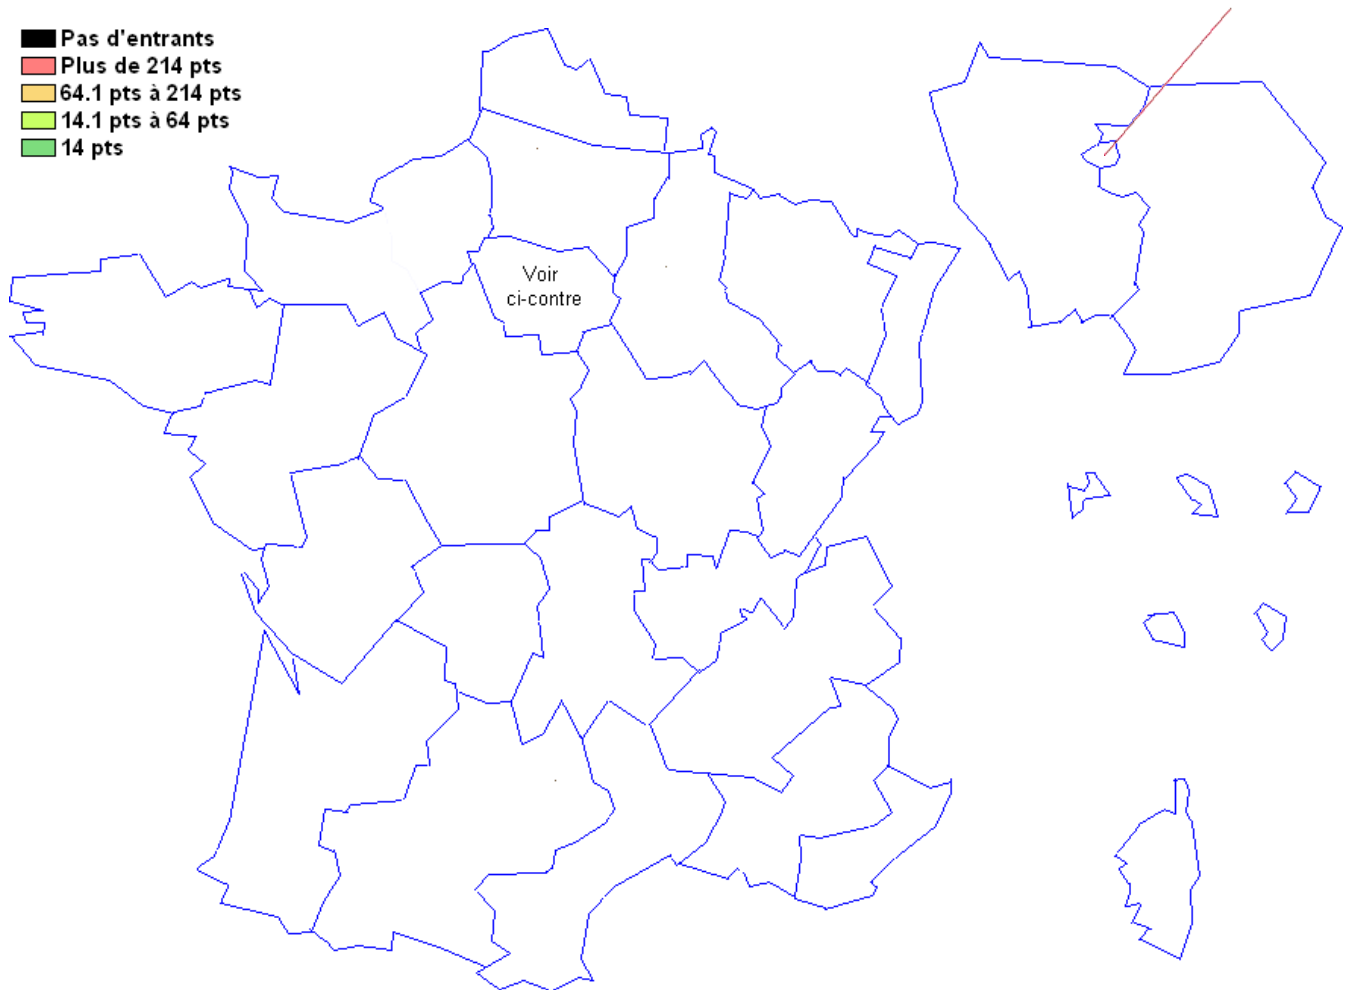 Pas d'entrants
Plus de 214 pts
64.1 pts à 214 pts
14.1 pts à 64 pts
14 pts
Voir
ci-contre